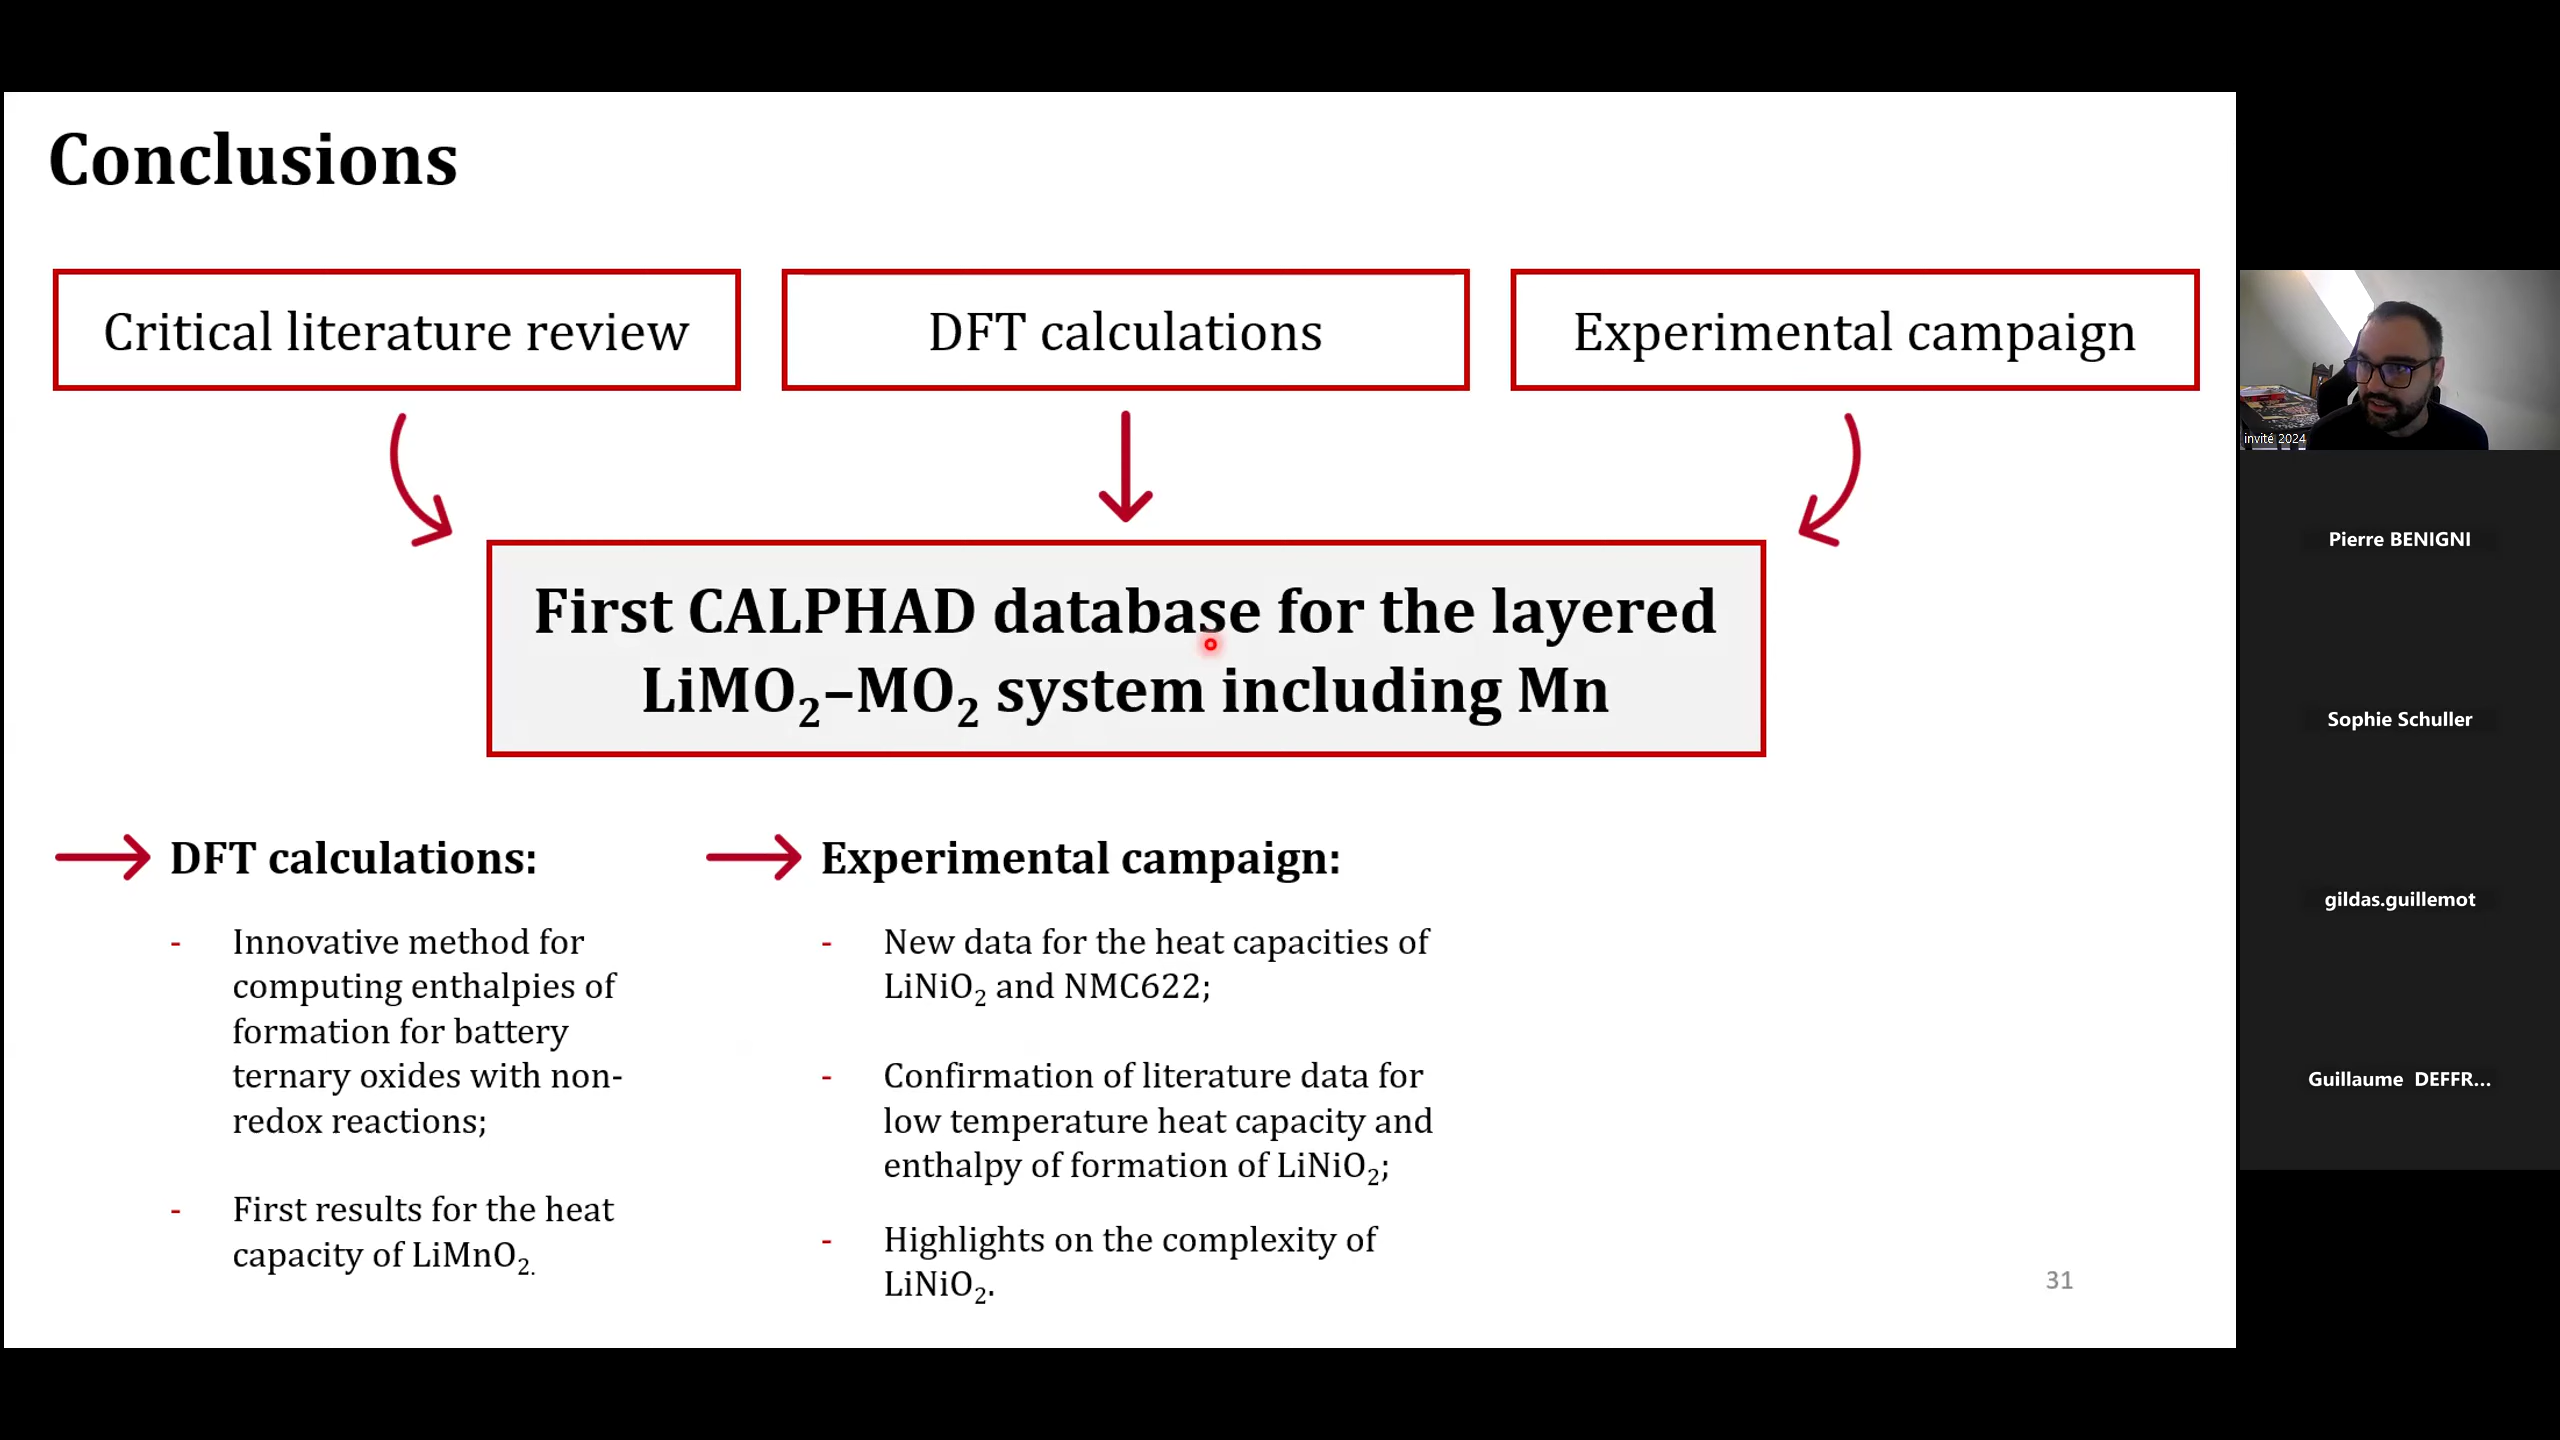 Conclusions
Critical literature review
DFT calculations
Experimental campaign
First CALPHAD database for the layered
LiMO₂–MO₂ system including Mn
DFT calculations:
- Innovative method for
computing enthalpies of
formation for battery
ternary oxides with non-
redox reactions;
- First results for the heat
capacity of LiMnO₂.
Experimental campaign:
- New data for the heat capacities of
LiNiO₂ and NMC622;
- Confirmation of literature data for
low temperature heat capacity and
enthalpy of formation of LiNiO₂;
- Highlights on the complexity of
LiNiO₂.
31
invité 2024
Pierre BENIGNI
Sophie Schuller
gildas.guillemot
Guillaume DEFFR...